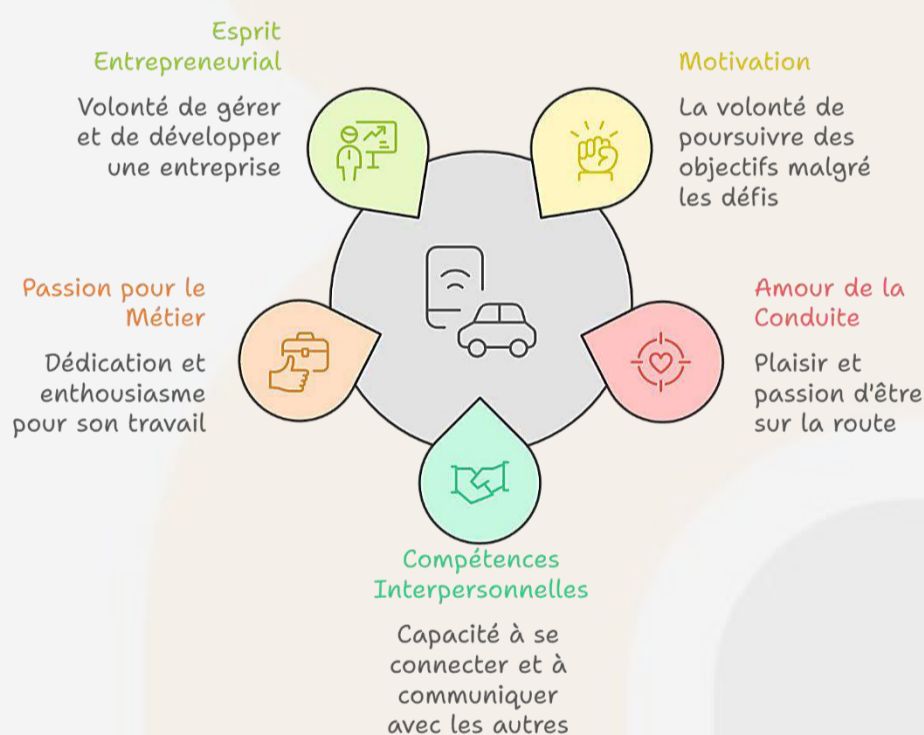 Esprit
Entrepreneurial
Volonté de gérer
et de développer
une entreprise
Motivation
La volonté de
poursuivre des
objectifs malgré
les défis
Passion pour le
Métier
Dédication et
enthousiasme
pour son travail
Amour de la
Conduite
Plaisir et
passion d'être
sur la route
Compétences
Interpersonnelles
Capacité à se
connecter et à
communiquer
avec les autres